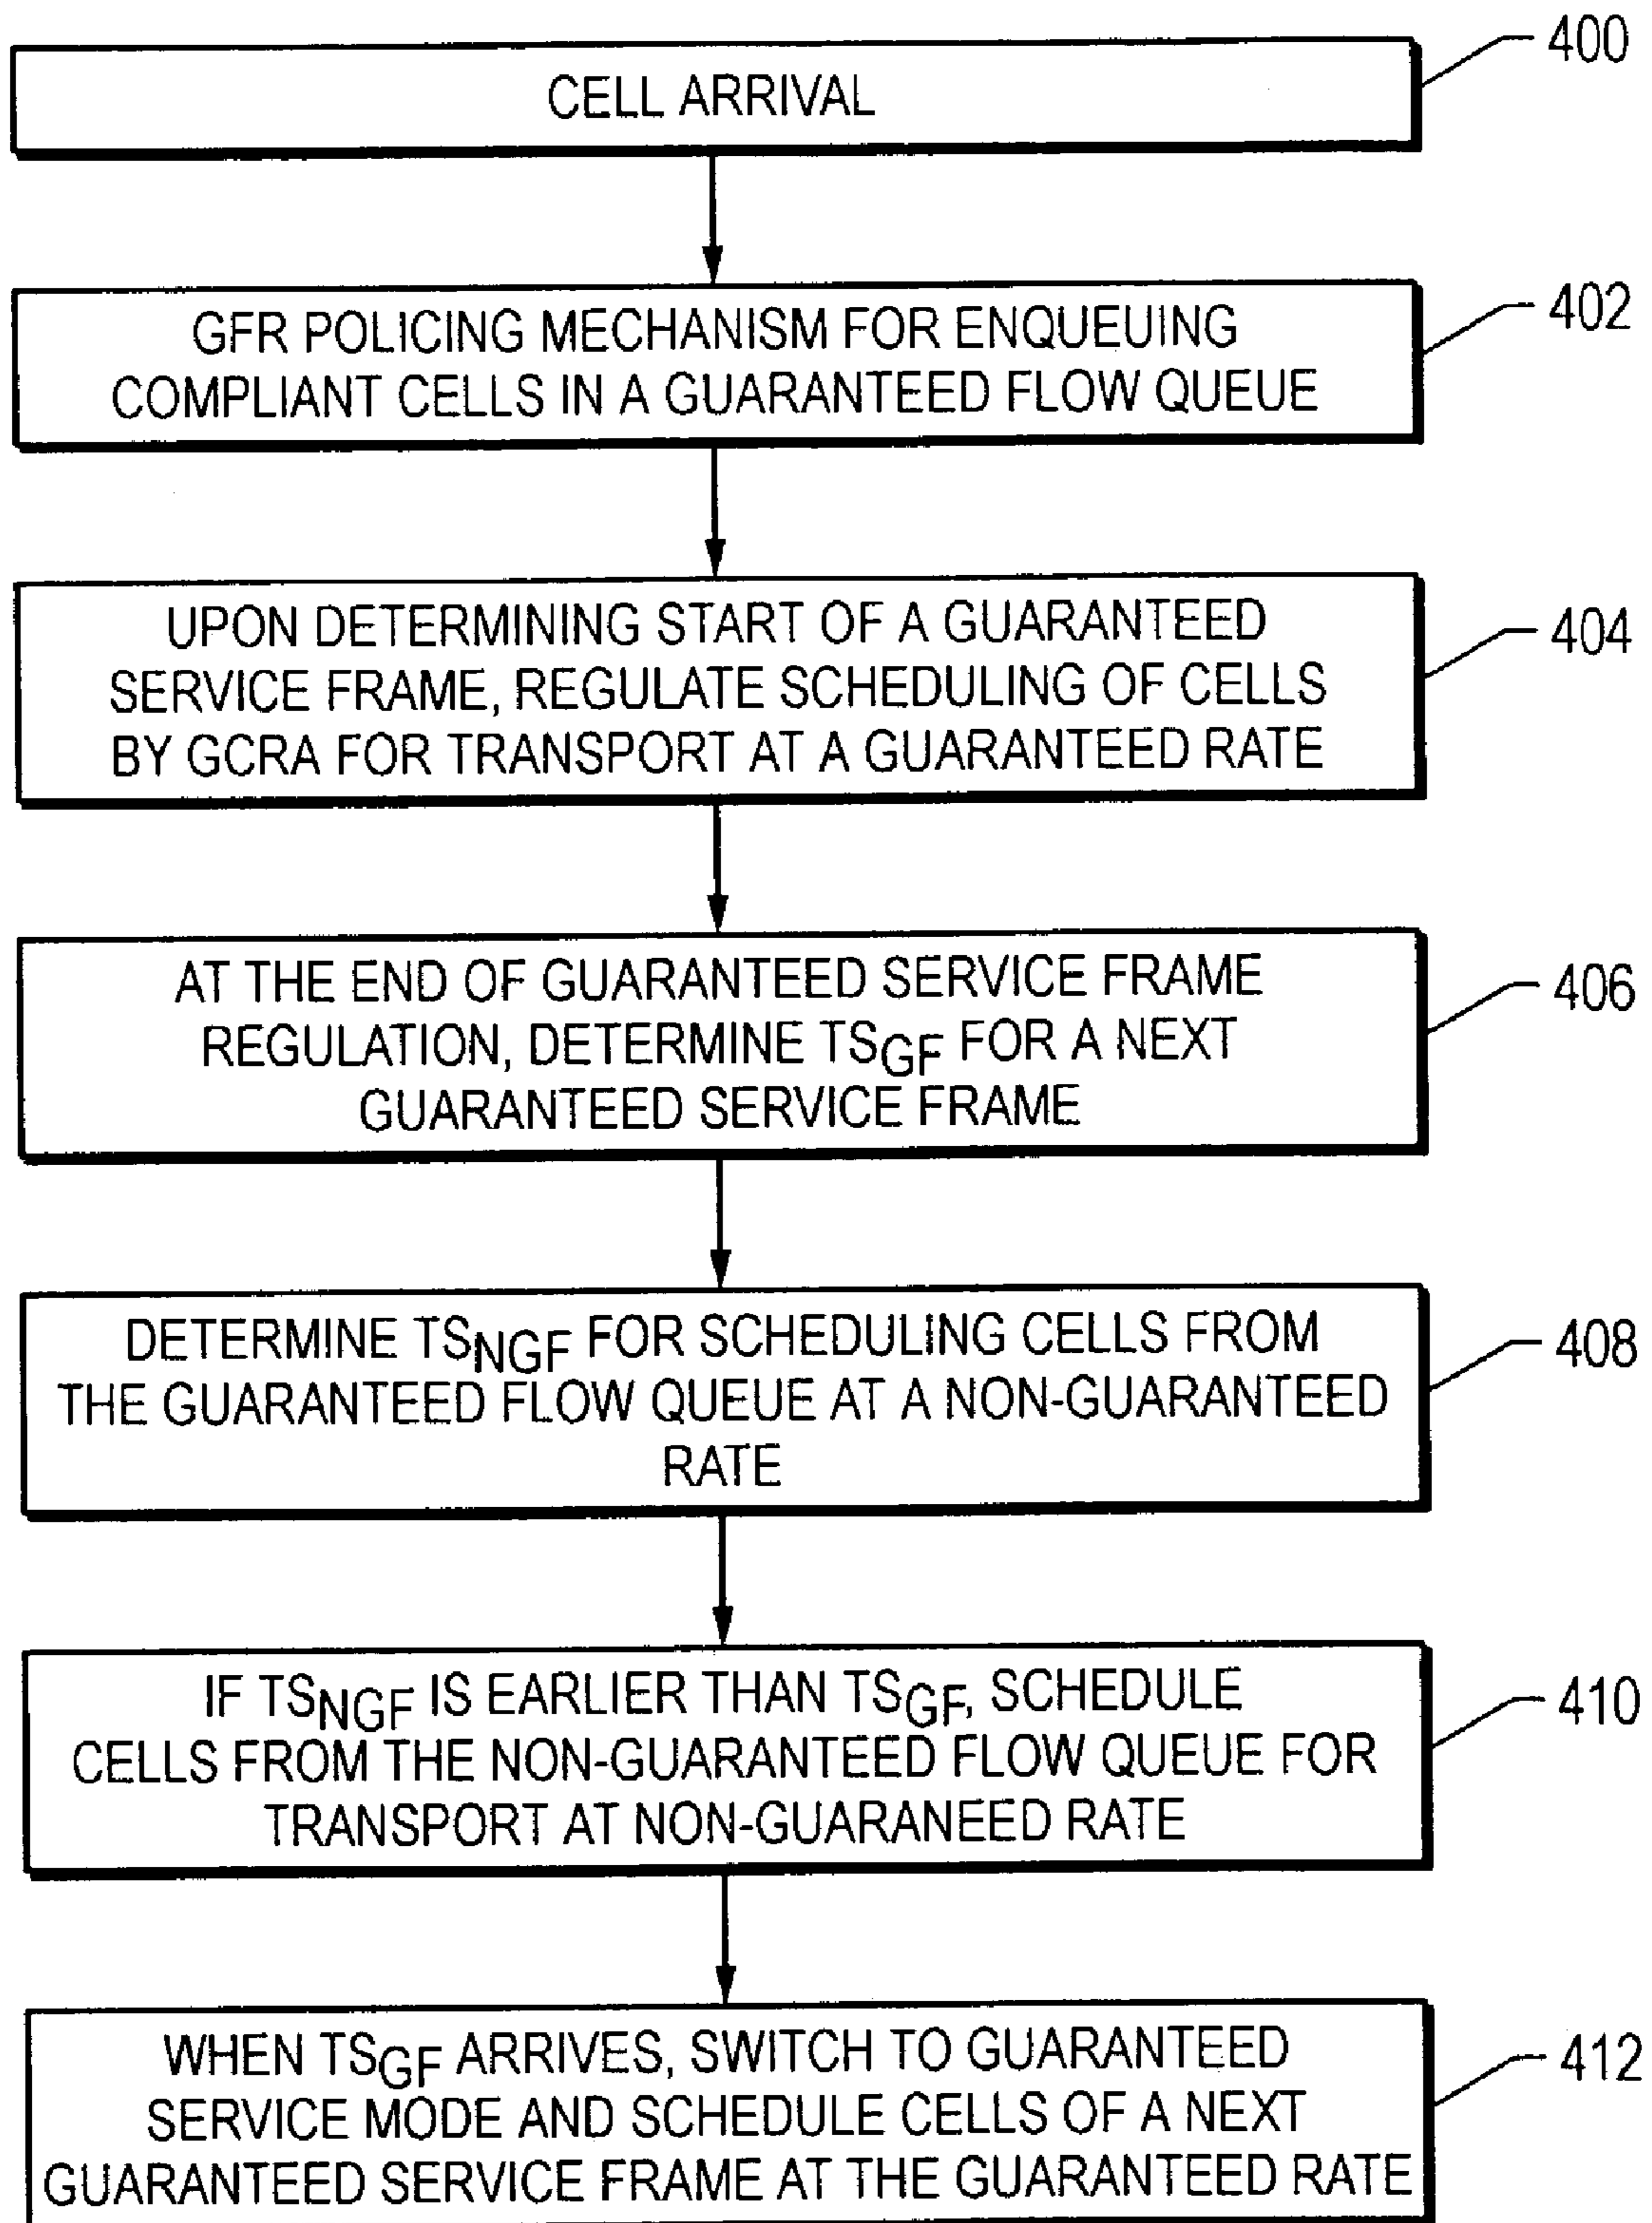 CELL ARRIVAL
400
GFR POLICING MECHANISM FOR ENQUEUING
COMPLIANT CELLS IN A GUARANTEED FLOW QUEUE
402
UPON DETERMINING START OF A GUARANTEED
SERVICE FRAME, REGULATE SCHEDULING OF CELLS
BY GCRA FOR TRANSPORT AT A GUARANTEED RATE
404
AT THE END OF GUARANTEED SERVICE FRAME
REGULATION, DETERMINE TSGF FOR A NEXT
GUARANTEED SERVICE FRAME
406
DETERMINE TSNGF FOR SCHEDULING CELLS FROM
THE GUARANTEED FLOW QUEUE AT A NON-GUARANTEED
RATE
408
IF TSNGF IS EARLIER THAN TSGF, SCHEDULE
CELLS FROM THE NON-GUARANTEED FLOW QUEUE FOR
TRANSPORT AT NON-GUARANEED RATE
410
WHEN TSGF ARRIVES, SWITCH TO GUARANTEED
SERVICE MODE AND SCHEDULE CELLS OF A NEXT
GUARANTEED SERVICE FRAME AT THE GUARANTEED RATE
412